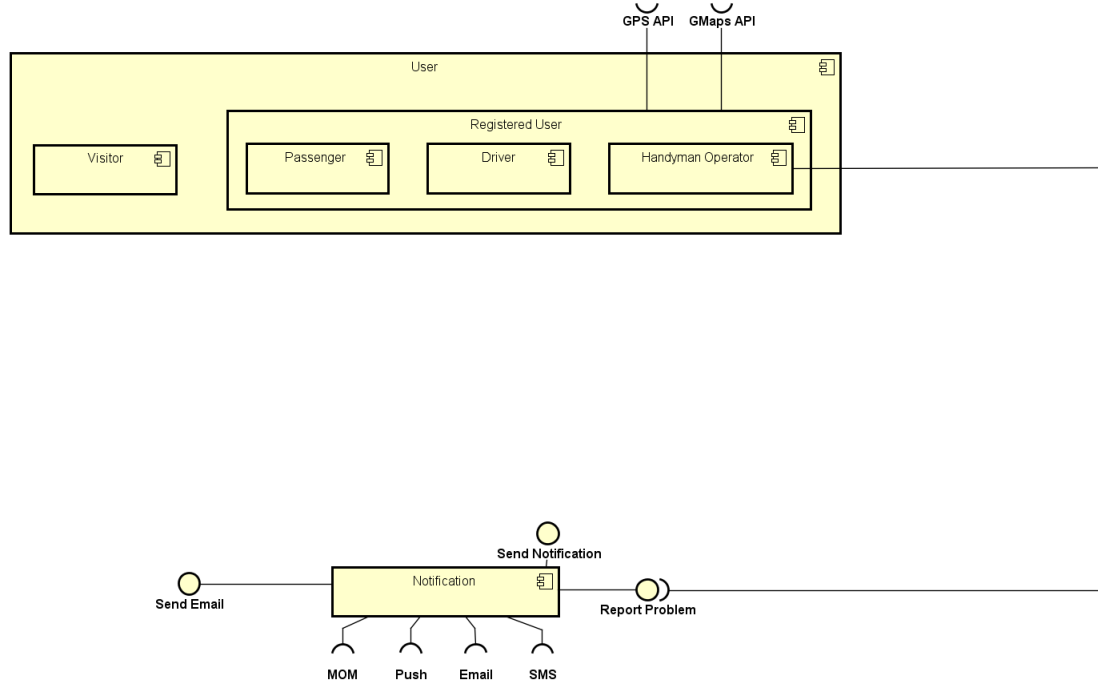 GPS API
GMaps API
User
Registered User
Visitor
Passenger
Driver
Handyman Operator
Send Notification
Notification
Send Email
Report Problem
MOM
Push
Email
SMS